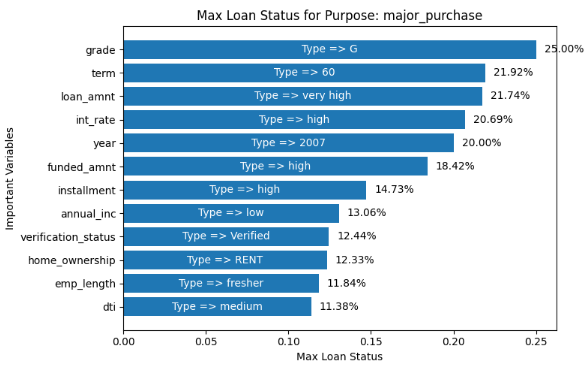 Max Loan Status for Purpose: major_purchase
grade Type => G 25.00%
term Type => 60 21.92%
loan_amnt Type => very high 21.74%
int_rate Type => high 20.69%
year Type => 2007 20.00%
funded_amnt Type => high 18.42%
installment Type => high 14.73%
annual_inc Type => low 13.06%
verification_status Type => Verified 12.44%
home_ownership Type => RENT 12.33%
emp_length Type => fresher 11.84%
dti Type => medium 11.38%
Important Variables
0.00 0.05 0.10 0.15 0.20 0.25
Max Loan Status